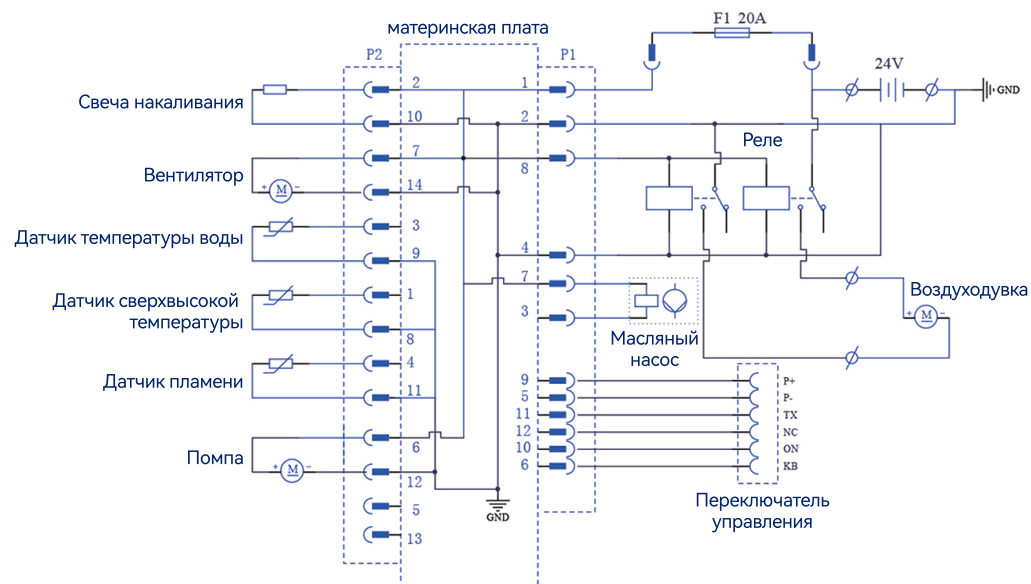 F1 20A
материнская плата
P2
P1
24V
GND
Свеча накаливания
2
1
10
2
Реле
Вентилятор
7
8
14
Датчик температуры воды
3
9
4
7
Датчик сверхвысокой
температуры
1
8
3
Воздуходувка
+ M −
Масляный
насос
Датчик пламени
4
11
9
P+
5
P-
11
TX
12
NC
10
ON
6
KB
Помпа
6
+ M −
12
5
13
GND
Переключатель
управления
+ M −